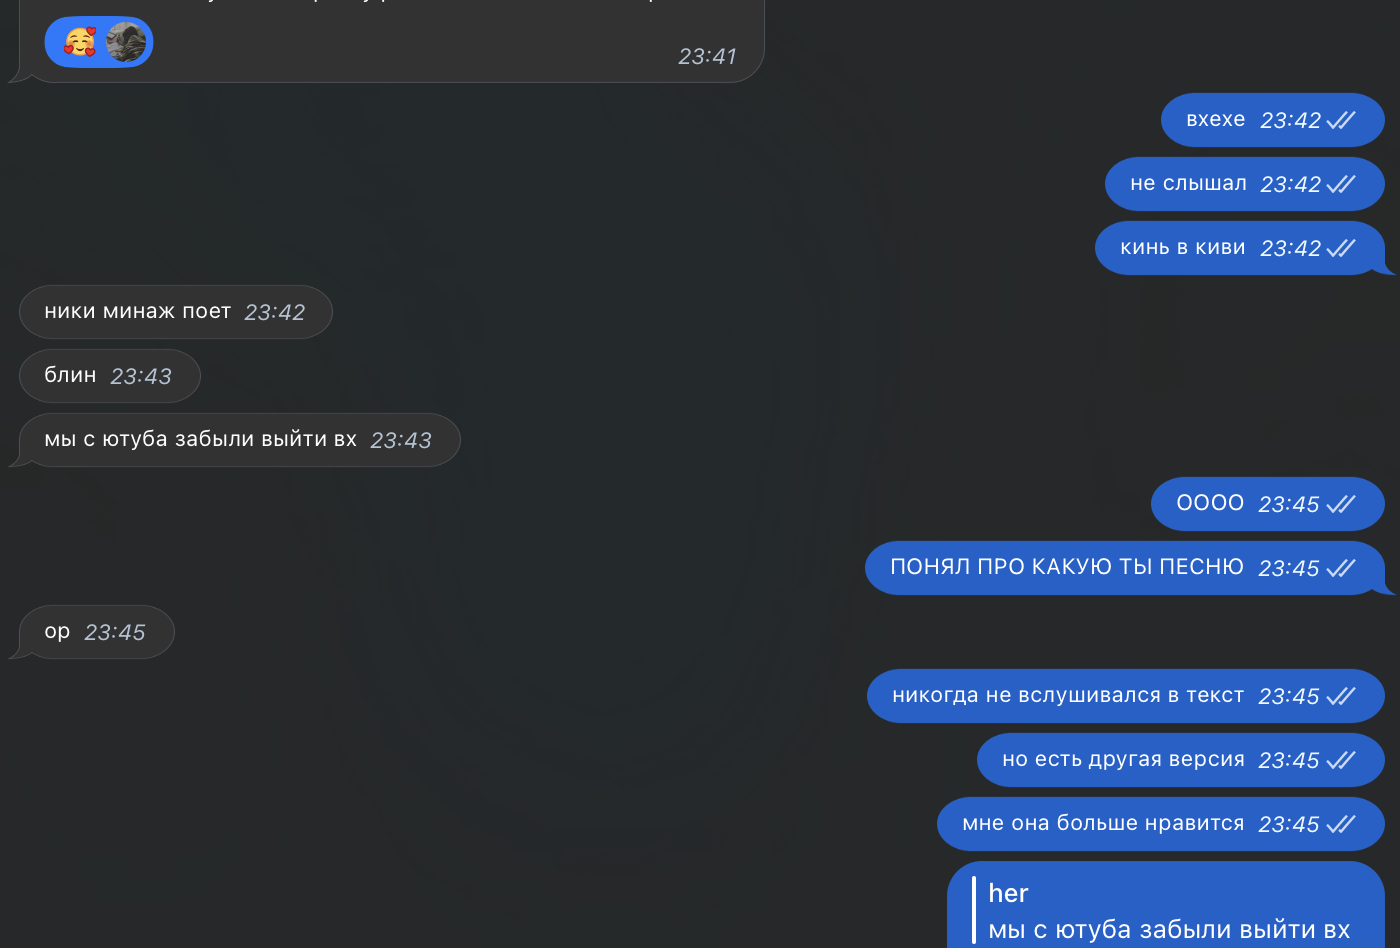 23:41
вхехе 23:42
не слышал 23:42
кинь в киви 23:42
ники минаж поет 23:42
блин 23:43
мы с ютуба забыли выйти вх 23:43
ОООО 23:45
ПОНЯЛ ПРО КАКУЮ ТЫ ПЕСНЮ 23:45
ор 23:45
никогда не вслушивался в текст 23:45
но есть другая версия 23:45
мне она больше нравится 23:45
her
мы с ютуба забыли выйти вх